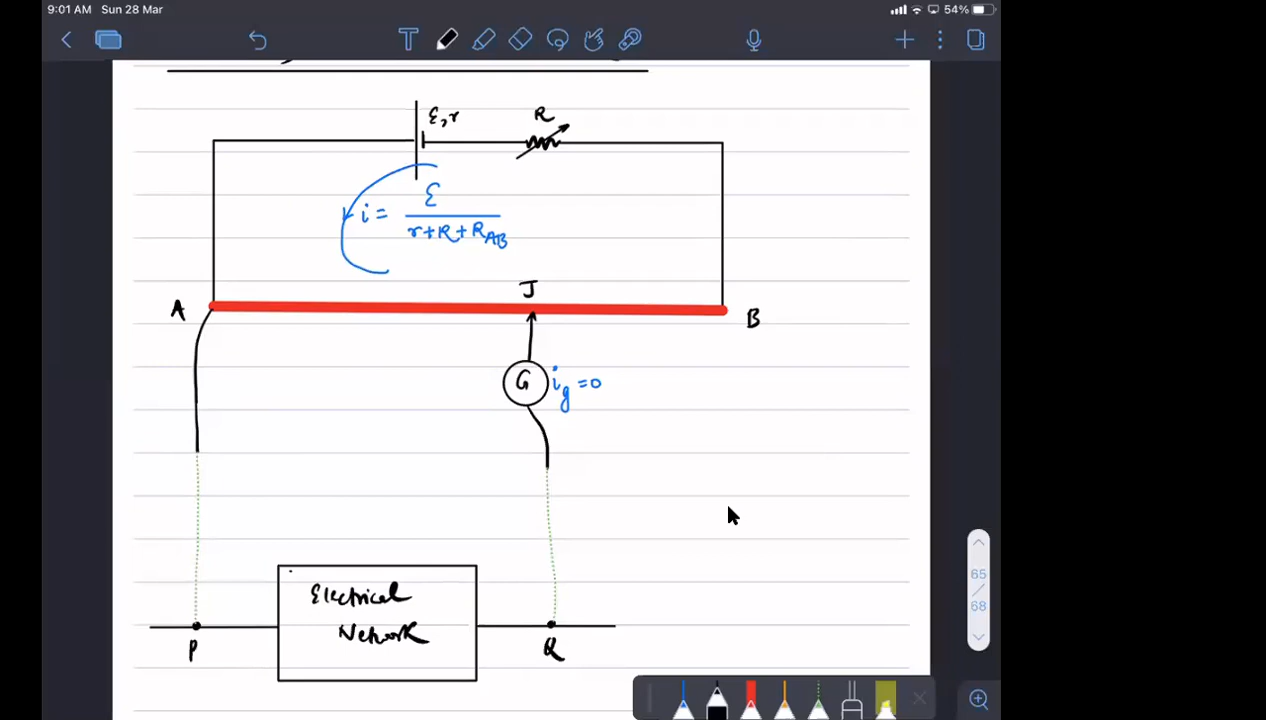 9:01 AM Sun 28 Mar
54%
T
ε, r
R
i = ε / r+R+R_AB
J
A
B
G
i_g = 0
65
/
68
Electrical
Network
P
Q